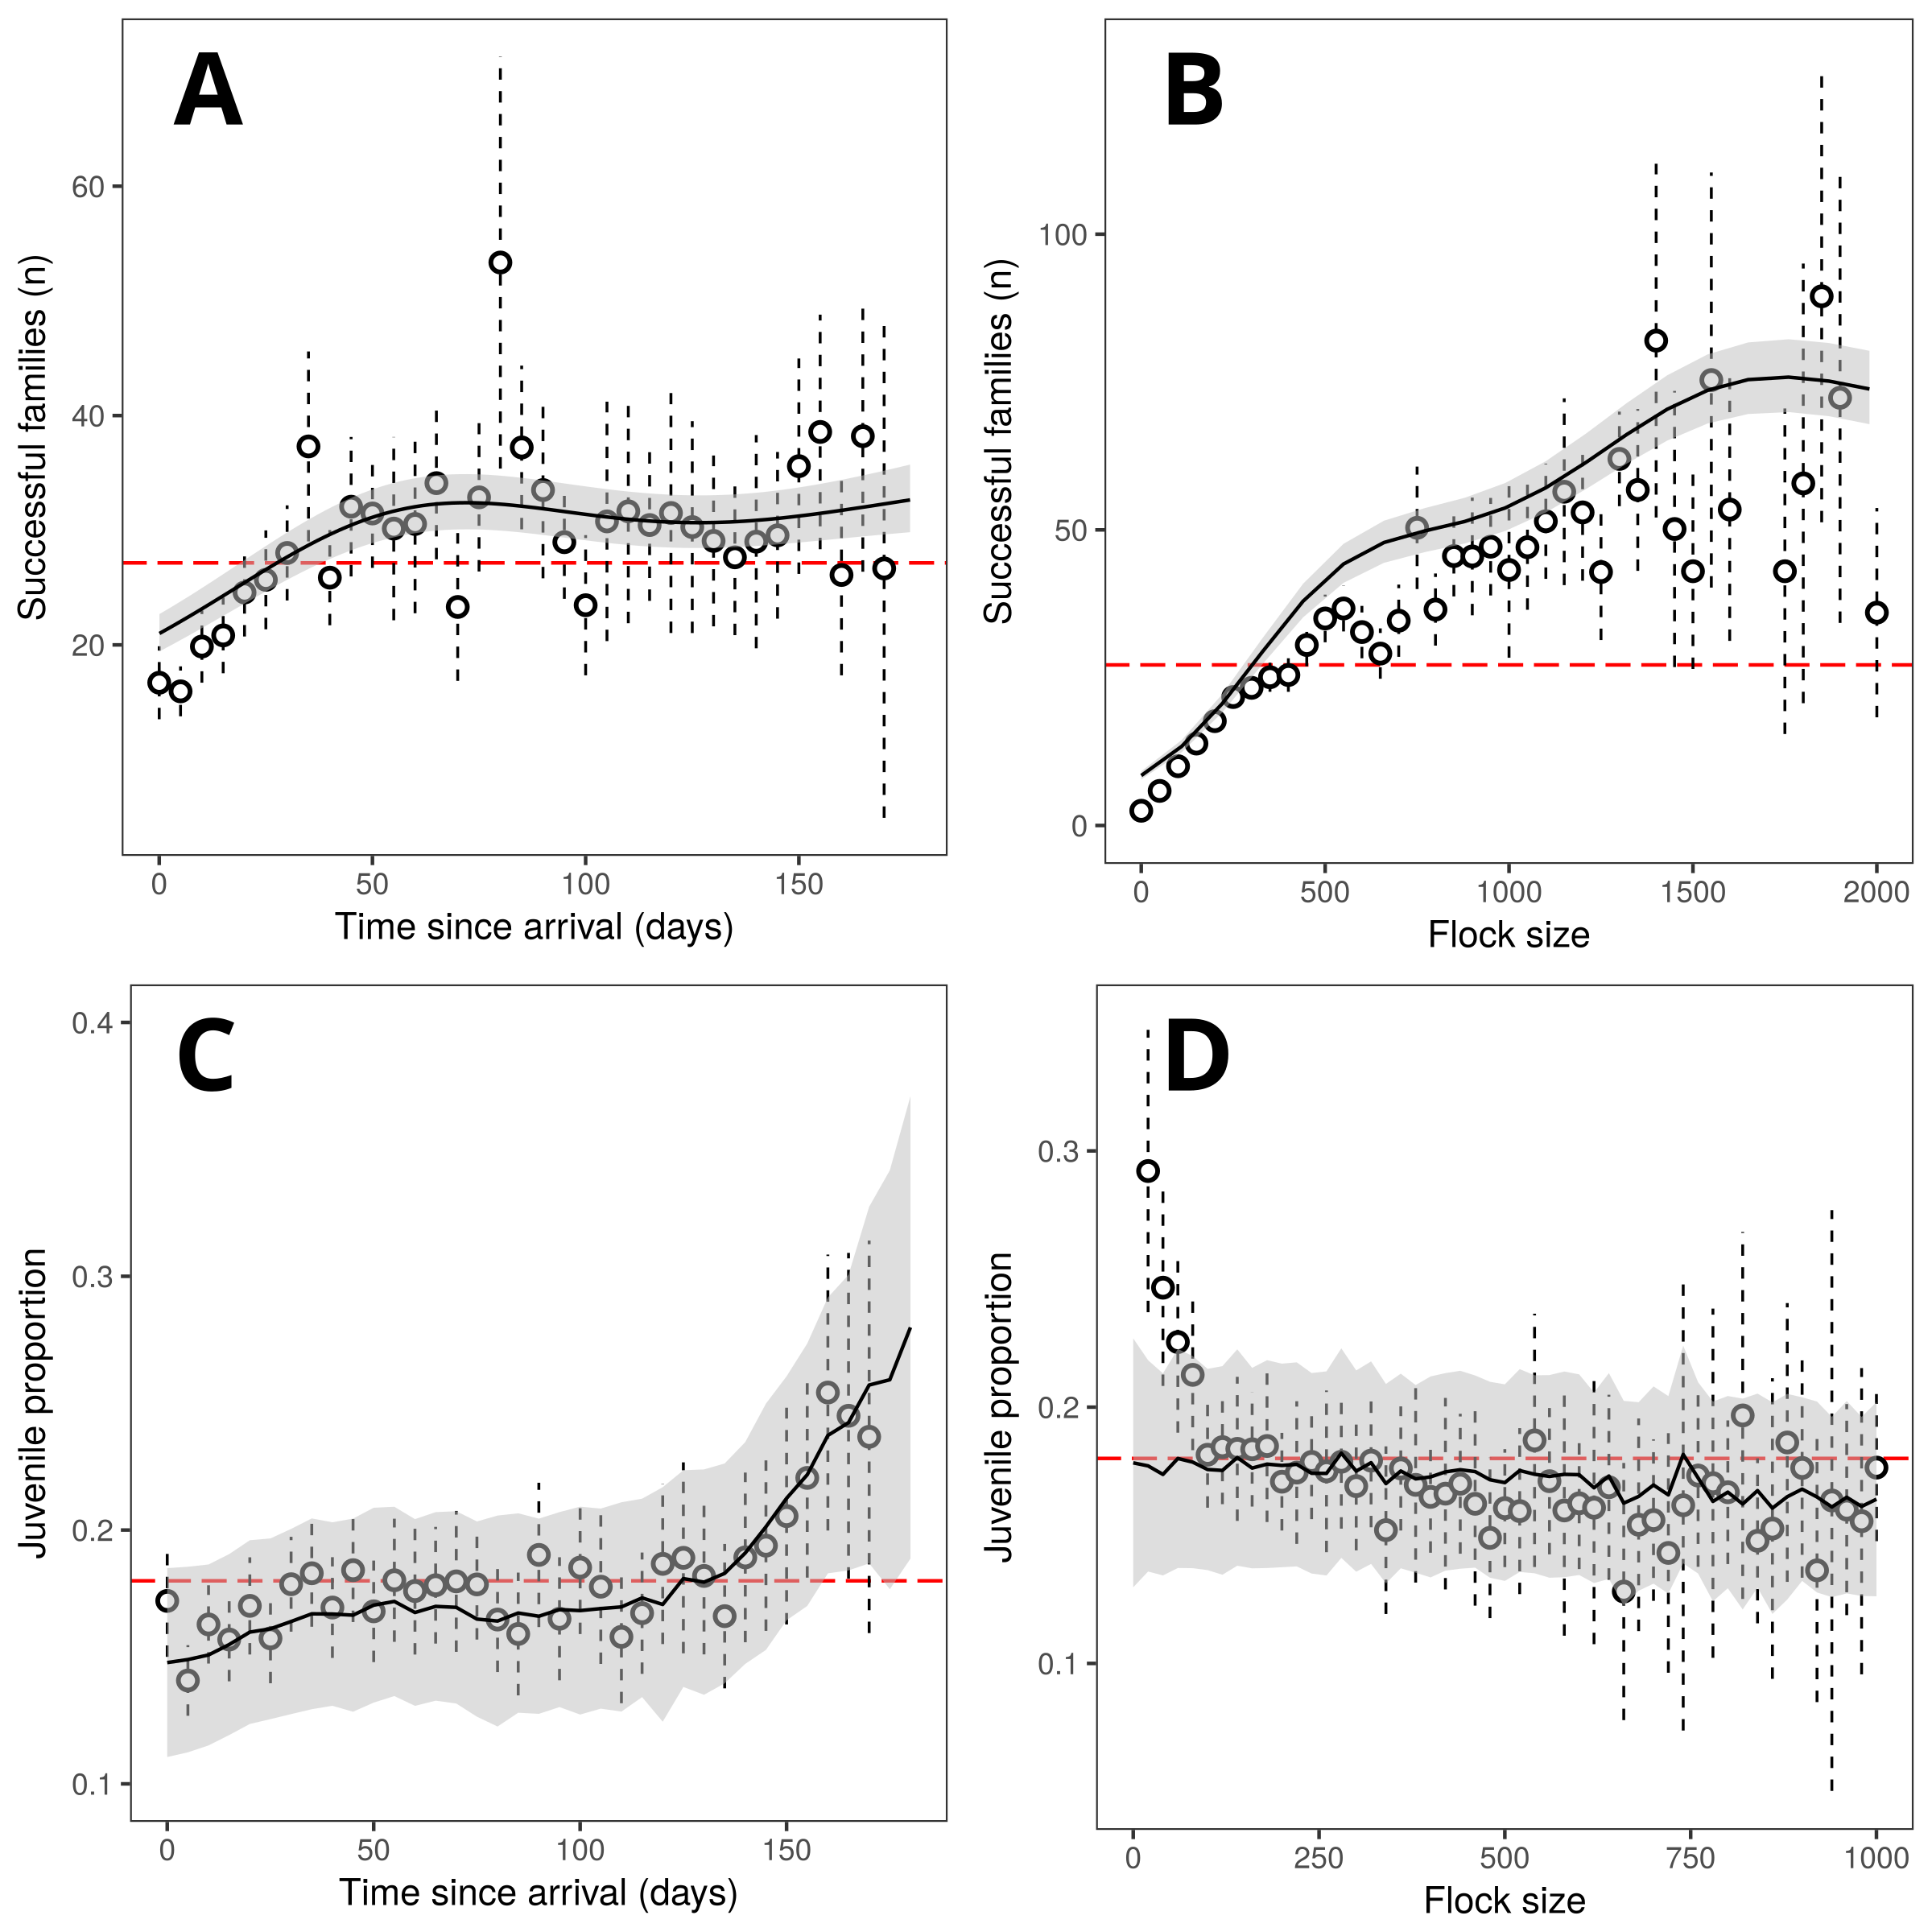 A
Successful families (n)
60
40
20
0
50
100
150
Time since arrival (days)
B
Successful families (n)
100
50
0
0
500
1000
1500
2000
Flock size
C
Juvenile proportion
0.4
0.3
0.2
0.1
0
50
100
150
Time since arrival (days)
D
Juvenile proportion
0.3
0.2
0.1
0
250
500
750
1000
Flock size